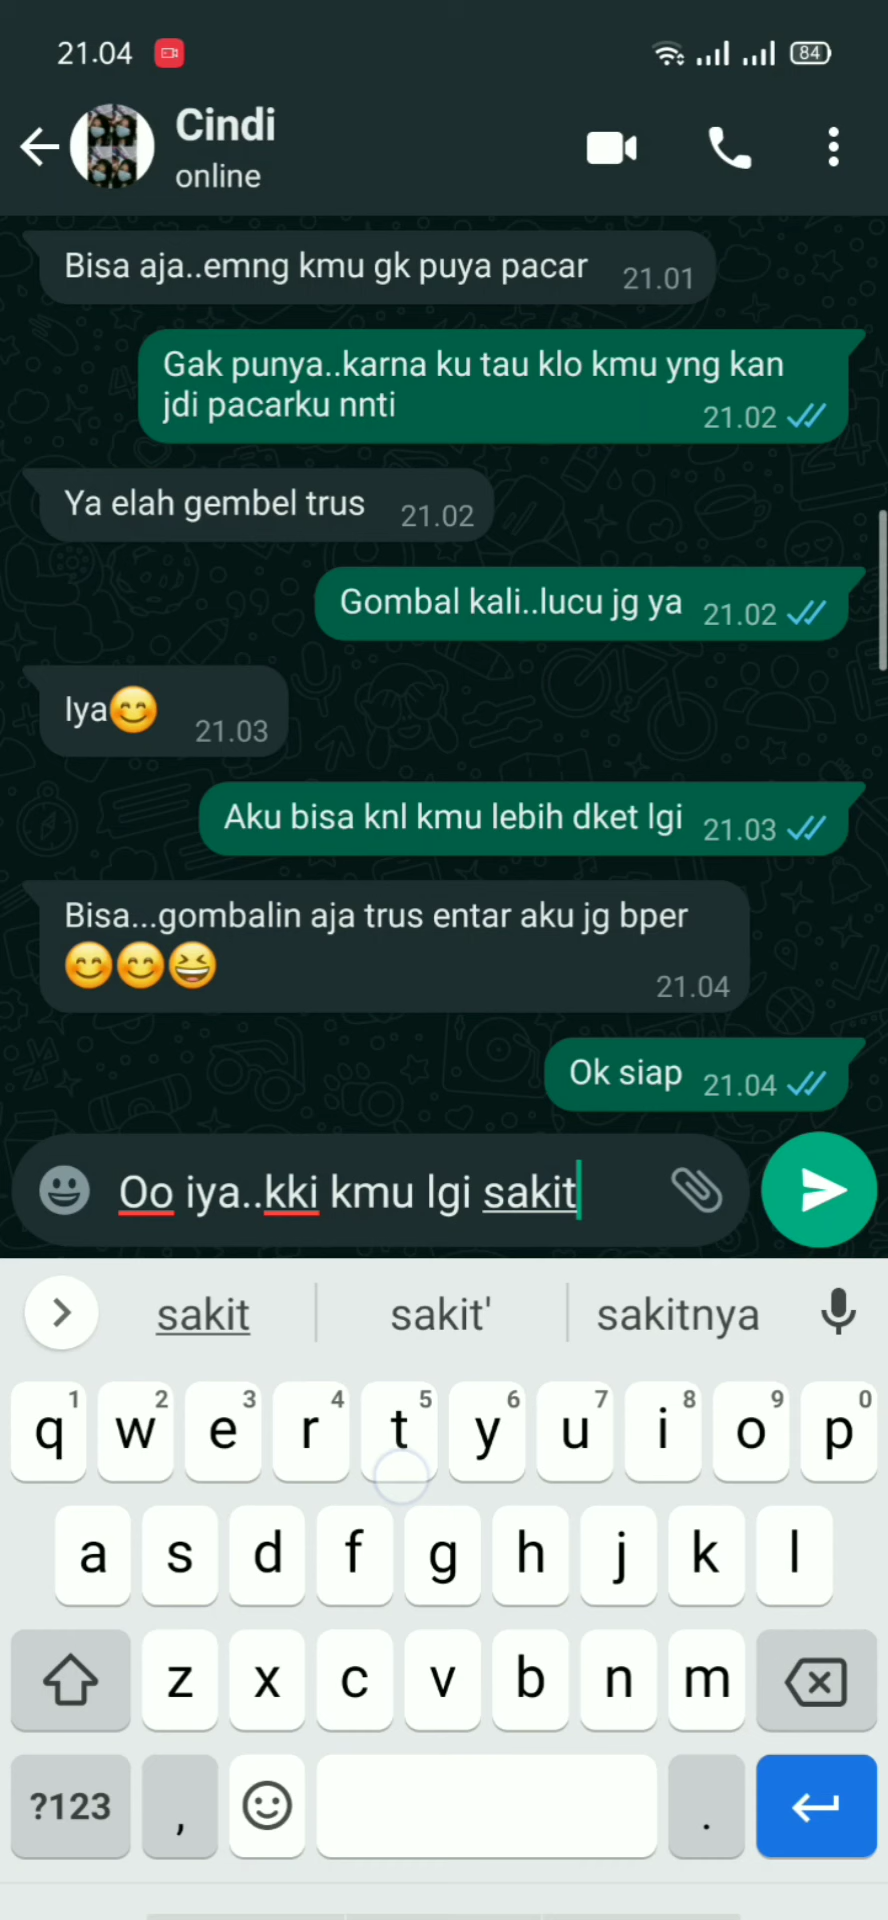 21.04
84
Cindi
online
Bisa aja..emng kmu gk puya pacar 21.01
Gak punya..karna ku tau klo kmu yng kan
jdi pacarku nnti 21.02
Ya elah gembel trus 21.02
Gombal kali..lucu jg ya 21.02
Iya😊 21.03
Aku bisa knl kmu lebih dket lgi 21.03
Bisa...gombalin aja trus entar aku jg bper
😊😊😆 21.04
Ok siap 21.04
Oo iya..kki kmu lgi sakit
sakit sakit' sakitnya
1 2 3 4 5 6 7 8 9 0
q w e r t y u i o p
a s d f g h j k l
z x c v b n m
?123 , .